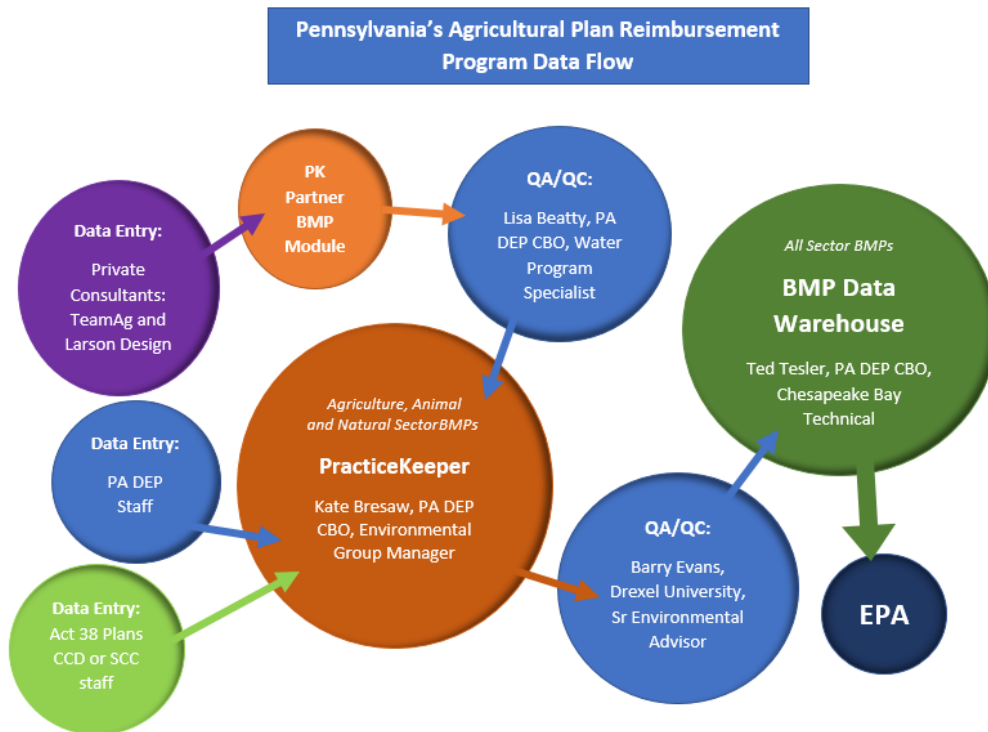 Pennsylvania's Agricultural Plan Reimbursement
Program Data Flow
Data Entry:
Private
Consultants:
TeamAg and
Larson Design
PK
Partner
BMP
Module
QA/QC:
Lisa Beatty, PA
DEP CBO, Water
Program
Specialist
Data Entry:
PA DEP
Staff
Data Entry:
Act 38 Plans
CCD or SCC
staff
Agriculture, Animal
and Natural SectorBMPs
PracticeKeeper
Kate Bresaw, PA DEP
CBO, Environmental
Group Manager
QA/QC:
Barry Evans,
Drexel University,
Sr Environmental
Advisor
All Sector BMPs
BMP Data
Warehouse
Ted Tesler, PA DEP CBO,
Chesapeake Bay
Technical
EPA